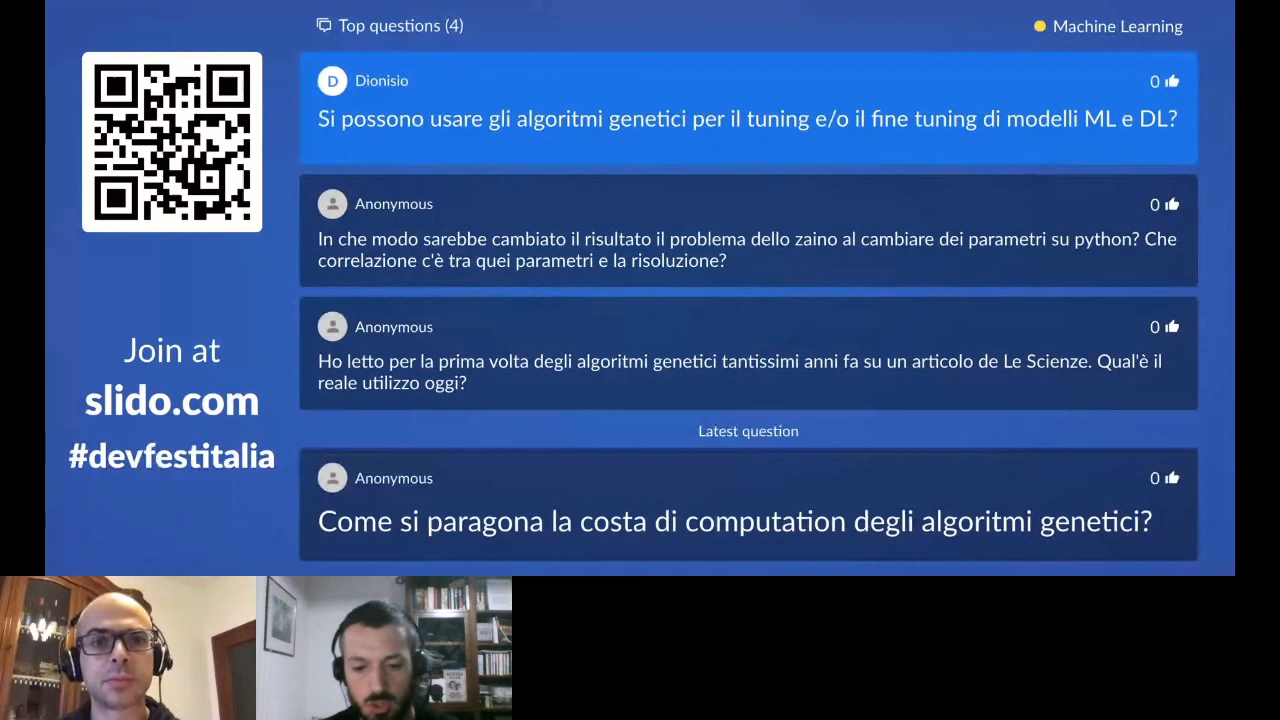 Top questions (4)
Machine Learning
D Dionisio
0
Si possono usare gli algoritmi genetici per il tuning e/o il fine tuning di modelli ML e DL?
Anonymous
0
In che modo sarebbe cambiato il risultato il problema dello zaino al cambiare dei parametri su python? Che
correlazione c'è tra quei parametri e la risoluzione?
Anonymous
0
Ho letto per la prima volta degli algoritmi genetici tantissimi anni fa su un articolo de Le Scienze. Qual'è il
reale utilizzo oggi?
Latest question
Anonymous
0
Come si paragona la costa di computation degli algoritmi genetici?
Join at
slido.com
#devfestitalia